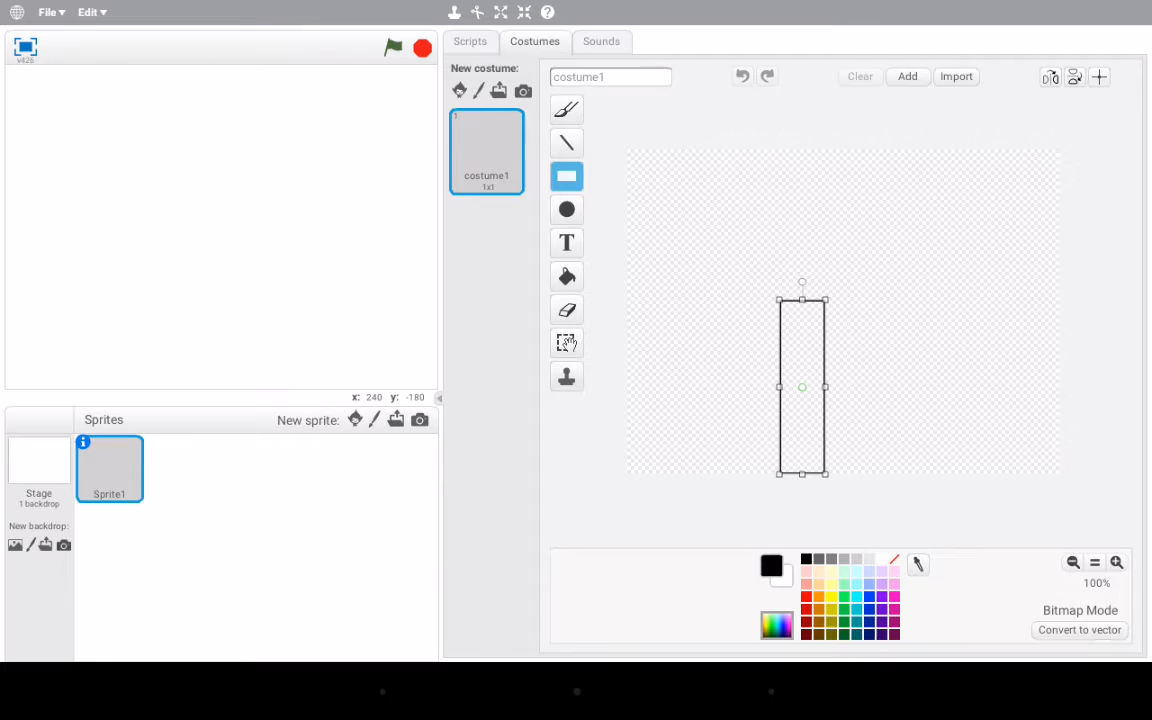 File▼ Edit▼
v426
Scripts Costumes Sounds
New costume:
costume1
Clear Add Import
1
costume1
1x1
T
x: 240 y: -180
Sprites New sprite:
Stage
1 backdrop
Sprite1
New backdrop:
100%
Bitmap Mode
Convert to vector